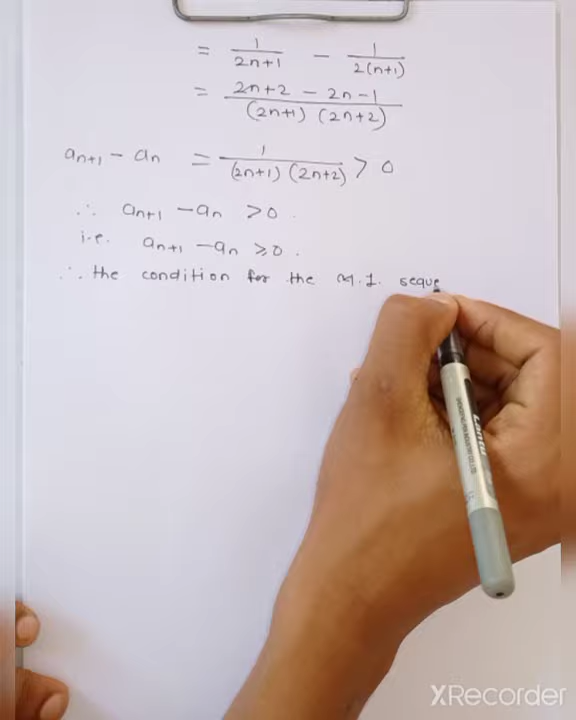 = 1/(2n+1) - 1/(2(n+1))
= (2n+2 - 2n-1)/((2n+1) (2n+2))
aₙ₊₁ - aₙ = 1/((2n+1) (2n+2)) > 0
∴ aₙ₊₁ - aₙ > 0.
i.e. aₙ₊₁ - aₙ ≥ 0.
∴ the condition for the M.I. seque
XRecorder